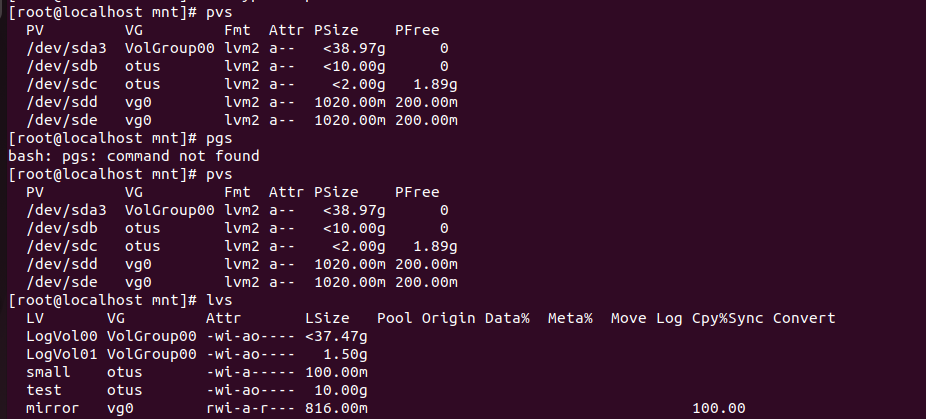 [root@localhost mnt]# pvs
  PV         VG         Fmt  Attr PSize    PFree
  /dev/sda3  VolGroup00 lvm2 a--   <38.97g      0
  /dev/sdb   otus       lvm2 a--   <10.00g      0
  /dev/sdc   otus       lvm2 a--    <2.00g   1.89g
  /dev/sdd   vg0        lvm2 a--  1020.00m 200.00m
  /dev/sde   vg0        lvm2 a--  1020.00m 200.00m
[root@localhost mnt]# pgs
bash: pgs: command not found
[root@localhost mnt]# pvs
  PV         VG         Fmt  Attr PSize    PFree
  /dev/sda3  VolGroup00 lvm2 a--   <38.97g      0
  /dev/sdb   otus       lvm2 a--   <10.00g      0
  /dev/sdc   otus       lvm2 a--    <2.00g   1.89g
  /dev/sdd   vg0        lvm2 a--  1020.00m 200.00m
  /dev/sde   vg0        lvm2 a--  1020.00m 200.00m
[root@localhost mnt]# lvs
  LV       VG         Attr       LSize   Pool Origin Data%  Meta%  Move Log Cpy%Sync Convert
  LogVol00 VolGroup00 -wi-ao---- <37.47g
  LogVol01 VolGroup00 -wi-ao----   1.50g
  small    otus       -wi-a----- 100.00m
  test     otus       -wi-ao----  10.00g
  mirror   vg0        rwi-a-r--- 816.00m                                    100.00